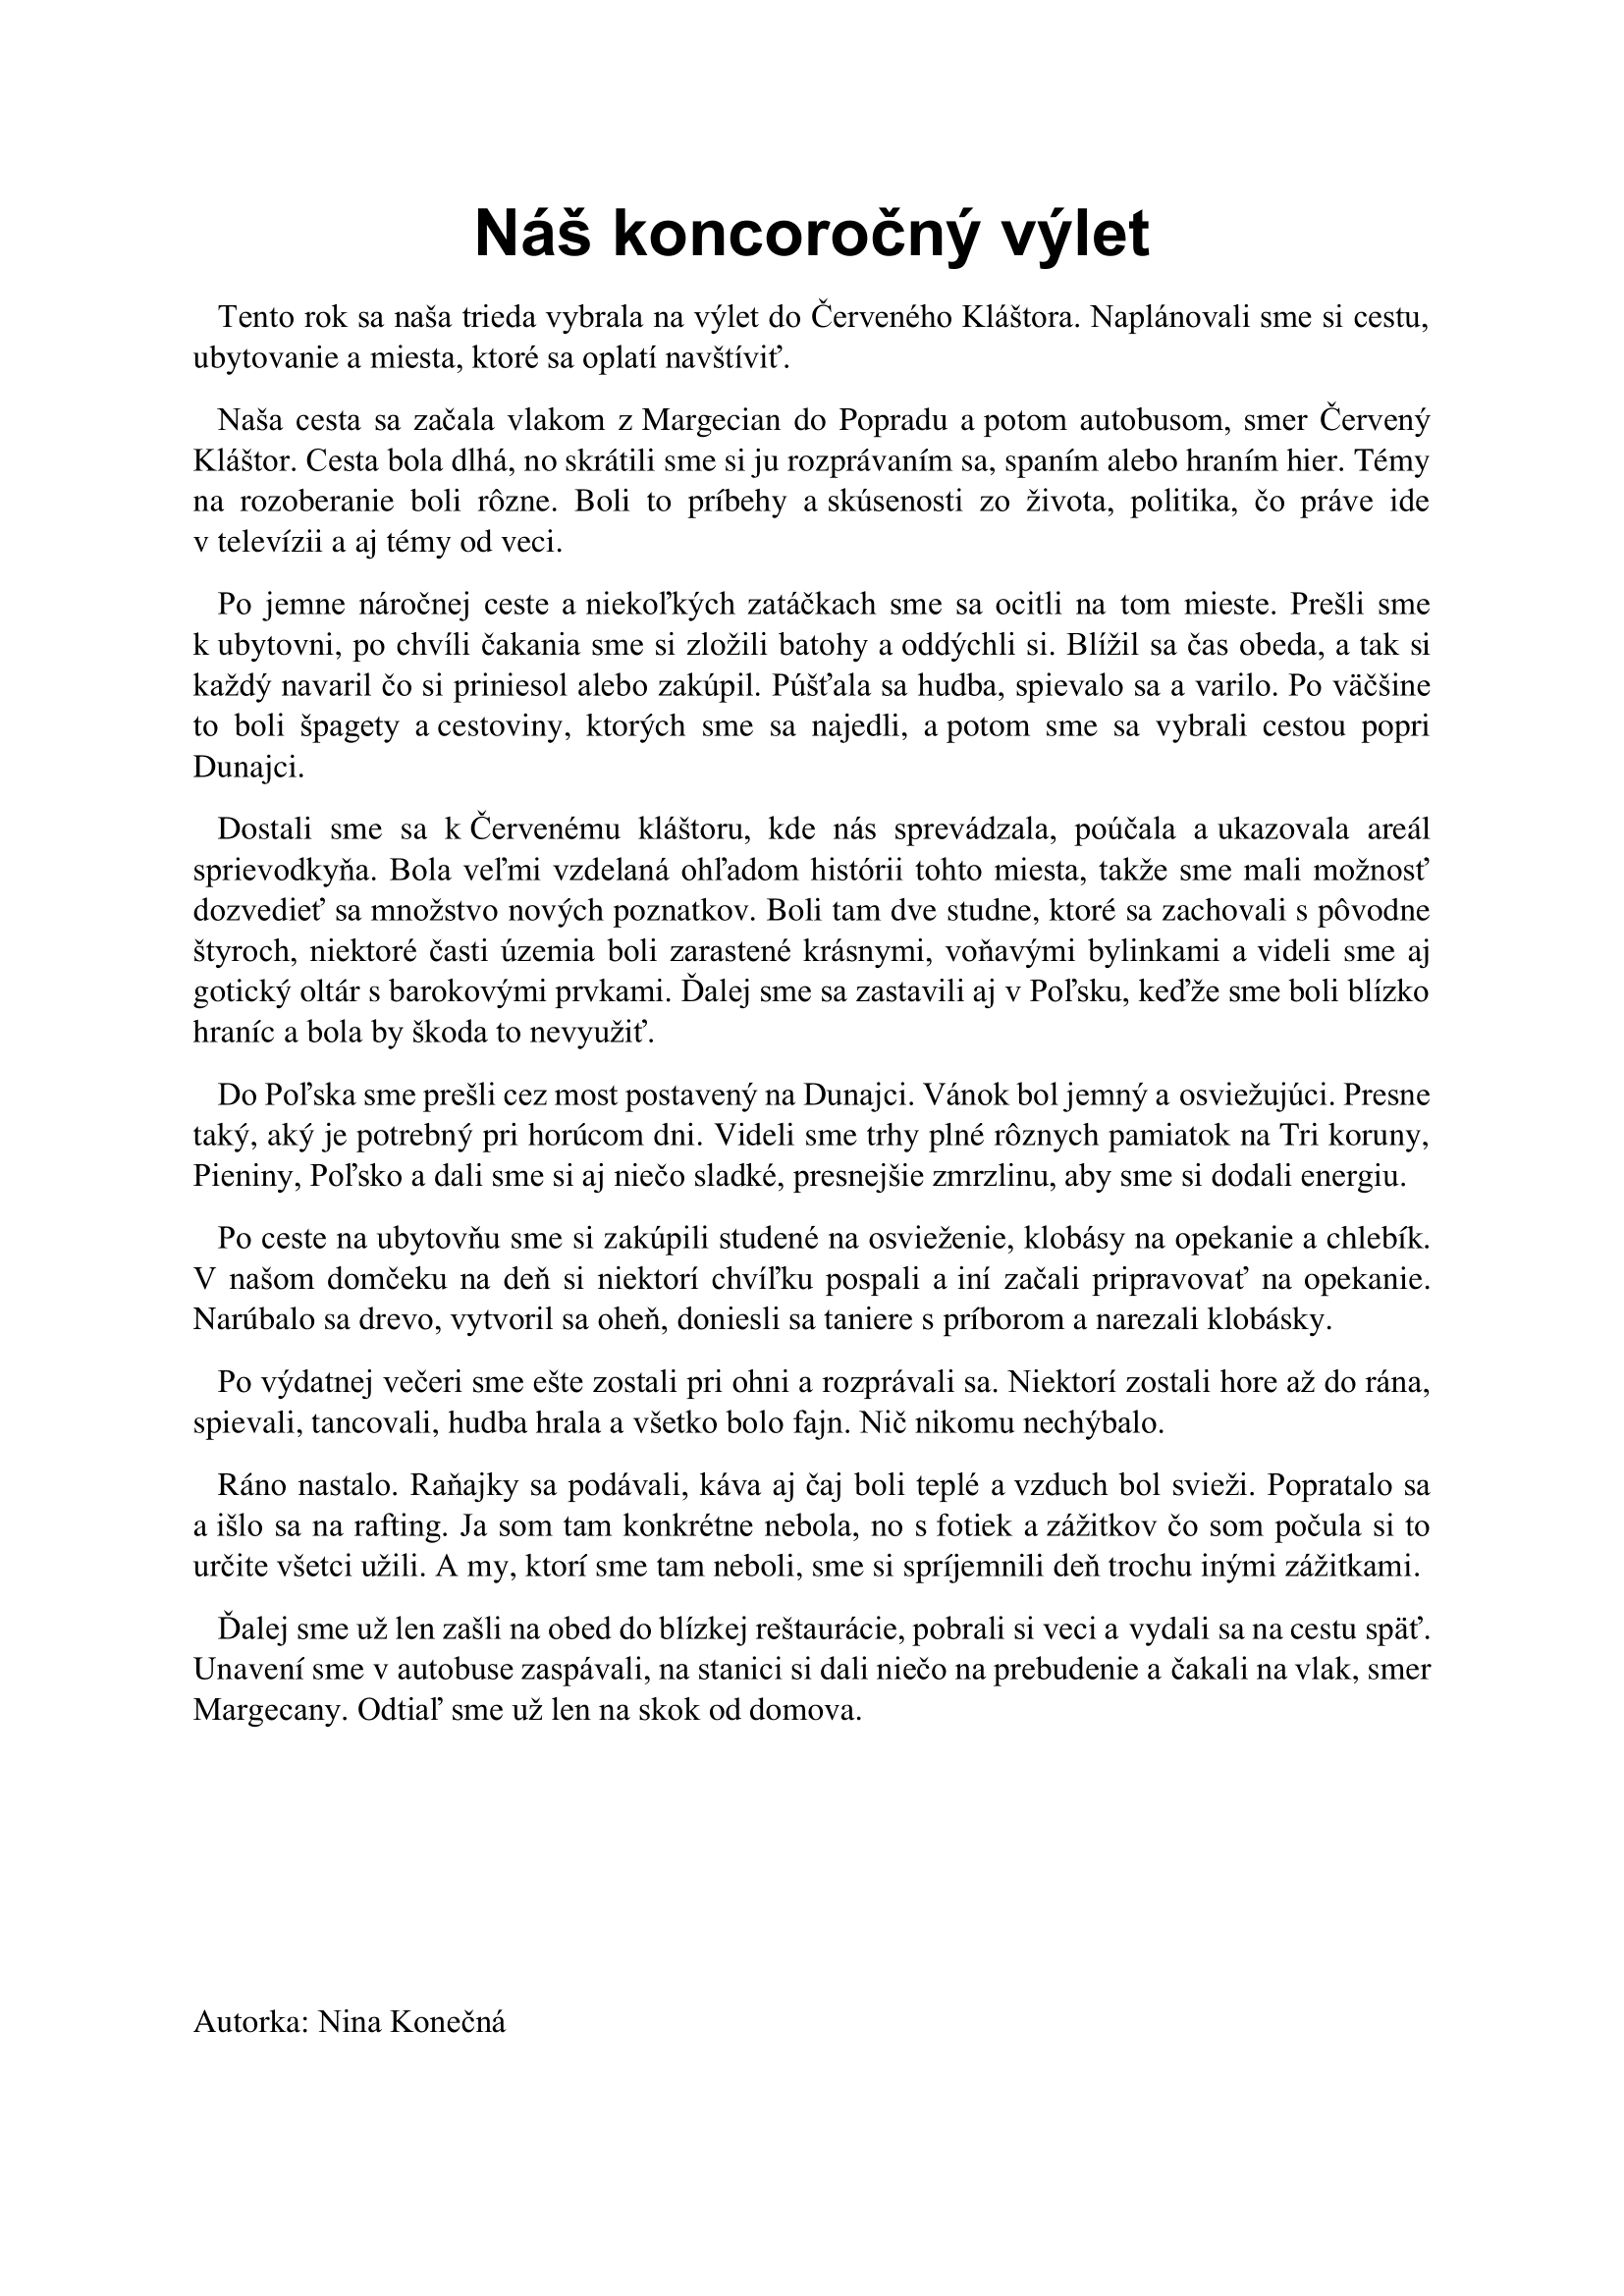 Náš koncoročný výlet
Tento rok sa naša trieda vybrala na výlet do Červeného Kláštora. Naplánovali sme si cestu,
ubytovanie a miesta, ktoré sa oplatí navštíviť.
Naša cesta sa začala vlakom z Margecian do Popradu a potom autobusom, smer Červený
Kláštor. Cesta bola dlhá, no skrátili sme si ju rozprávaním sa, spaním alebo hraním hier. Témy
na rozoberanie boli rôzne. Boli to príbehy a skúsenosti zo života, politika, čo práve ide
v televízii a aj témy od veci.
Po jemne náročnej ceste a niekoľkých zatáčkach sme sa ocitli na tom mieste. Prešli sme
k ubytovni, po chvíli čakania sme si zložili batohy a oddýchli si. Blížil sa čas obeda, a tak si
každý navaril čo si priniesol alebo zakúpil. Púšťala sa hudba, spievalo sa a varilo. Po väčšine
to boli špagety a cestoviny, ktorých sme sa najedli, a potom sme sa vybrali cestou popri
Dunajci.
Dostali sme sa k Červenému kláštoru, kde nás sprevádzala, poúčala a ukazovala areál
sprievodkyňa. Bola veľmi vzdelaná ohľadom histórii tohto miesta, takže sme mali možnosť
dozvedieť sa množstvo nových poznatkov. Boli tam dve studne, ktoré sa zachovali s pôvodne
štyroch, niektoré časti územia boli zarastené krásnymi, voňavými bylinkami a videli sme aj
gotický oltár s barokovými prvkami. Ďalej sme sa zastavili aj v Poľsku, keďže sme boli blízko
hraníc a bola by škoda to nevyužiť.
Do Poľska sme prešli cez most postavený na Dunajci. Vánok bol jemný a osviežujúci. Presne
taký, aký je potrebný pri horúcom dni. Videli sme trhy plné rôznych pamiatok na Tri koruny,
Pieniny, Poľsko a dali sme si aj niečo sladké, presnejšie zmrzlinu, aby sme si dodali energiu.
Po ceste na ubytovňu sme si zakúpili studené na osvieženie, klobásy na opekanie a chlebík.
V našom domčeku na deň si niektorí chvíľku pospali a iní začali pripravovať na opekanie.
Narúbalo sa drevo, vytvoril sa oheň, doniesli sa taniere s príborom a narezali klobásky.
Po výdatnej večeri sme ešte zostali pri ohni a rozprávali sa. Niektorí zostali hore až do rána,
spievali, tancovali, hudba hrala a všetko bolo fajn. Nič nikomu nechýbalo.
Ráno nastalo. Raňajky sa podávali, káva aj čaj boli teplé a vzduch bol svieži. Popratalo sa
a išlo sa na rafting. Ja som tam konkrétne nebola, no s fotiek a zážitkov čo som počula si to
určite všetci užili. A my, ktorí sme tam neboli, sme si spríjemnili deň trochu inými zážitkami.
Ďalej sme už len zašli na obed do blízkej reštaurácie, pobrali si veci a vydali sa na cestu späť.
Unavení sme v autobuse zaspávali, na stanici si dali niečo na prebudenie a čakali na vlak, smer
Margecany. Odtiaľ sme už len na skok od domova.
Autorka: Nina Konečná